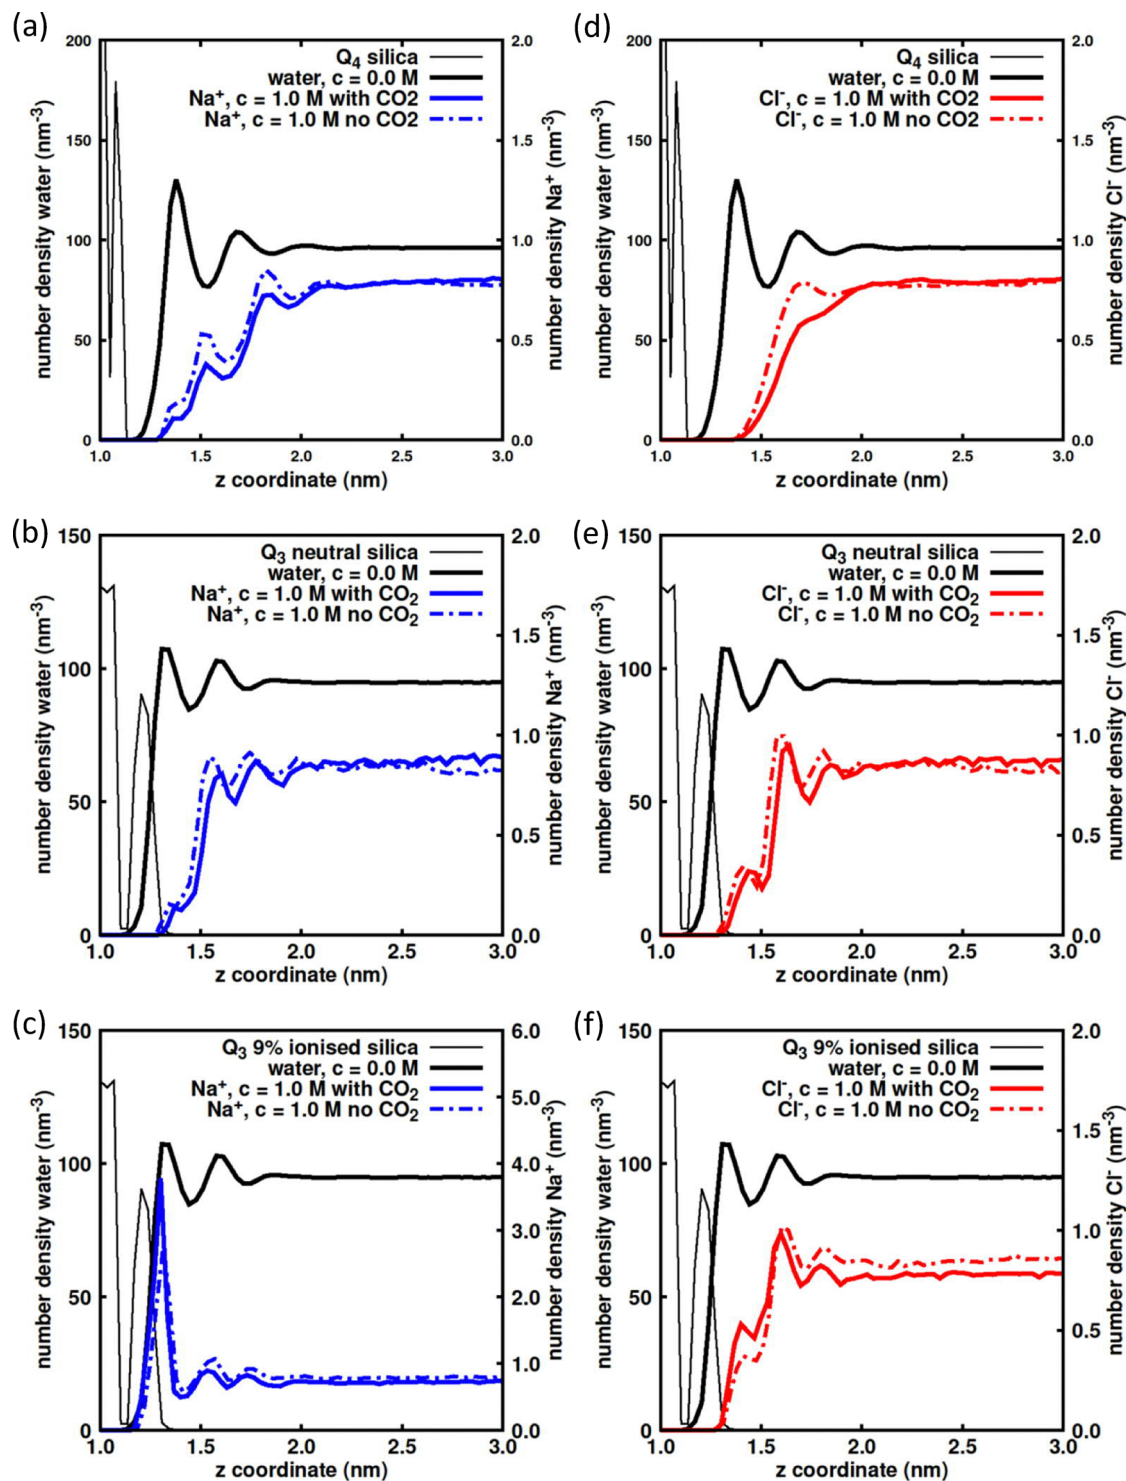 (a)
Q4 silica
water, c = 0.0 M
Na+, c = 1.0 M with CO2
Na+, c = 1.0 M no CO2
200
150
100
50
0
2.0
1.5
1.0
0.5
0.0
1.0 1.5 2.0 2.5 3.0
number density water (nm-3)
number density Na+ (nm-3)
z coordinate (nm)
(d)
Q4 silica
water, c = 0.0 M
Cl-, c = 1.0 M with CO2
Cl-, c = 1.0 M no CO2
200
150
100
50
0
2.0
1.5
1.0
0.5
0.0
1.0 1.5 2.0 2.5 3.0
number density water (nm-3)
number density Cl- (nm-3)
z coordinate (nm)
(b)
Q3 neutral silica
water, c = 0.0 M
Na+, c = 1.0 M with CO2
Na+, c = 1.0 M no CO2
150
100
50
0
2.0
1.5
1.0
0.5
0.0
1.0 1.5 2.0 2.5 3.0
number density water (nm-3)
number density Na+ (nm-3)
z coordinate (nm)
(e)
Q3 neutral silica
water, c = 0.0 M
Cl-, c = 1.0 M with CO2
Cl-, c = 1.0 M no CO2
150
100
50
0
2.0
1.5
1.0
0.5
0.0
1.0 1.5 2.0 2.5 3.0
number density water (nm-3)
number density Cl- (nm-3)
z coordinate (nm)
(c)
Q3 9% ionised silica
water, c = 0.0 M
Na+, c = 1.0 M with CO2
Na+, c = 1.0 M no CO2
150
100
50
0
6.0
5.0
4.0
3.0
2.0
1.0
0.0
1.0 1.5 2.0 2.5 3.0
number density water (nm-3)
number density Na+ (nm-3)
z coordinate (nm)
(f)
Q3 9% ionised silica
water, c = 0.0 M
Cl-, c = 1.0 M with CO2
Cl-, c = 1.0 M no CO2
150
100
50
0
2.0
1.5
1.0
0.5
0.0
1.0 1.5 2.0 2.5 3.0
number density water (nm-3)
number density Cl- (nm-3)
z coordinate (nm)